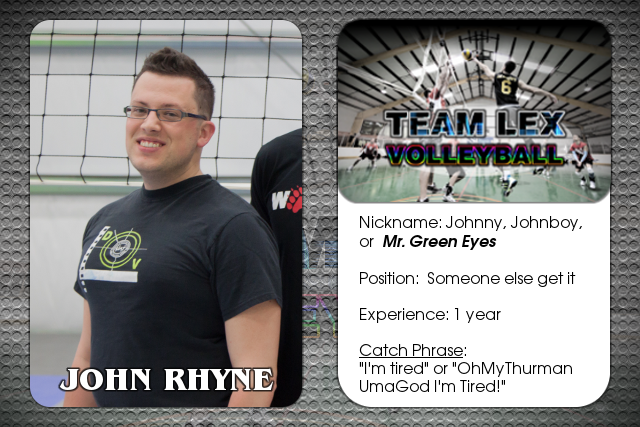 D
V
W
JOHN RHYNE
6
TEAM LEX
VOLLEYBALL
Nickname: Johnny, Johnboy,
or Mr. Green Eyes
Position: Someone else get it
Experience: 1 year
Catch Phrase:
"I'm tired" or "OhMyThurman
UmaGod I'm Tired!"